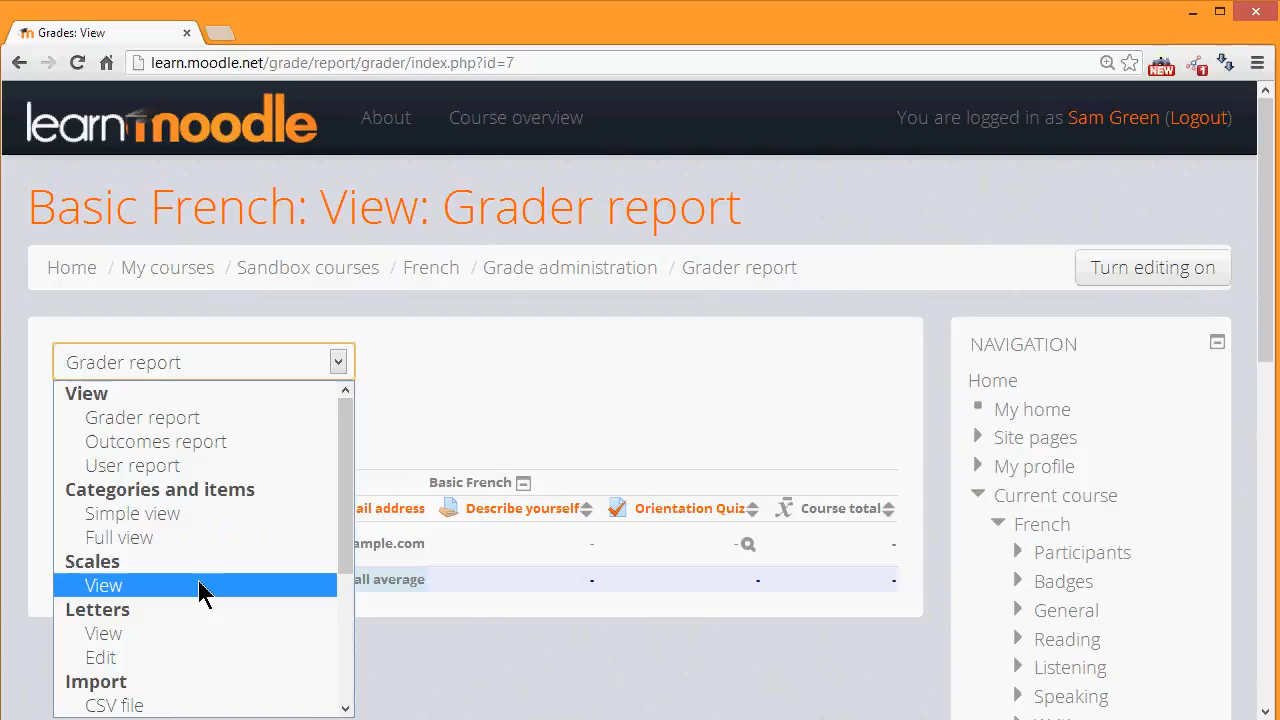 Grades: View
learn.moodle.net/grade/report/grader/index.php?id=7
NEW
1
learn moodle
About
Course overview
You are logged in as Sam Green (Logout)
Basic French: View: Grader report
Home / My courses / Sandbox courses / French / Grade administration / Grader report
Turn editing on
Grader report
View
Grader report
Outcomes report
User report
Categories and items
Simple view
Full view
Scales
View
Letters
View
Edit
Import
CSV file
Basic French
ail address Describe yourself Orientation Quiz Course total
ample.com - - -
all average - - -
NAVIGATION
Home
My home
Site pages
My profile
Current course
French
Participants
Badges
General
Reading
Listening
Speaking